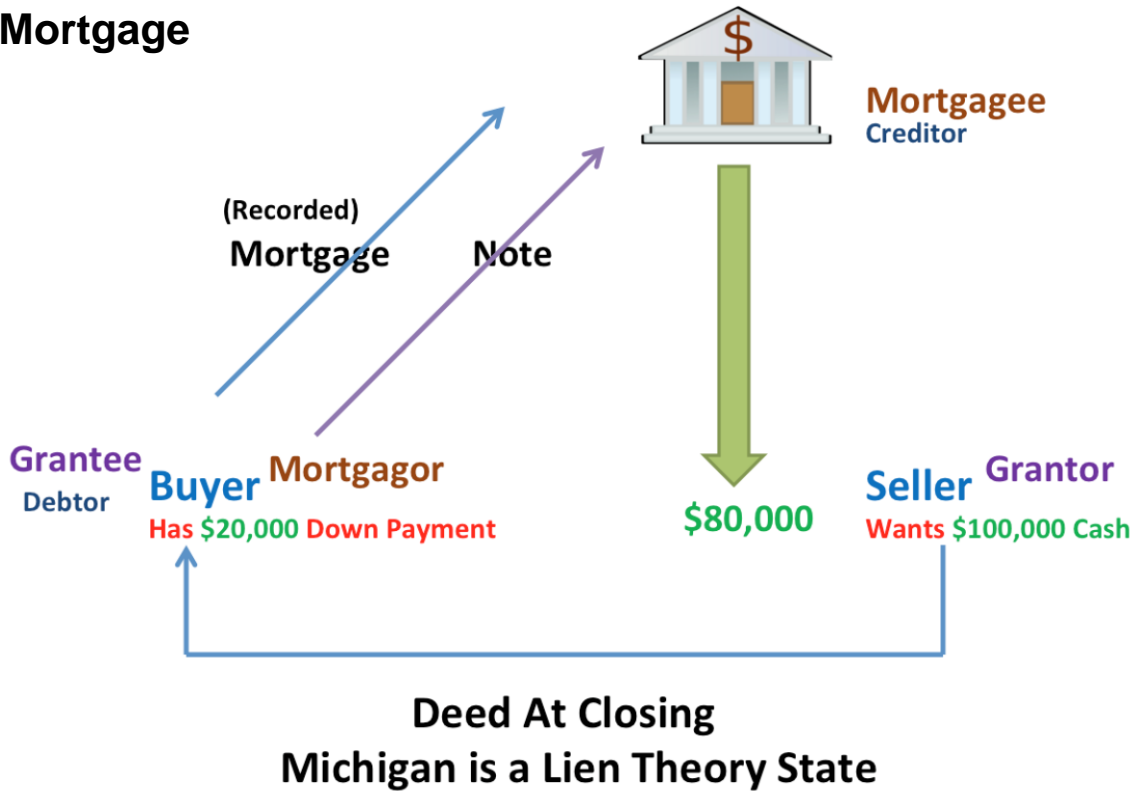 Mortgage
$
Mortgagee
Creditor
(Recorded)
Mortgage
Note
Grantee
Debtor
Buyer
Mortgagor
Has $20,000 Down Payment
$80,000
Seller
Grantor
Wants $100,000 Cash
Deed At Closing
Michigan is a Lien Theory State